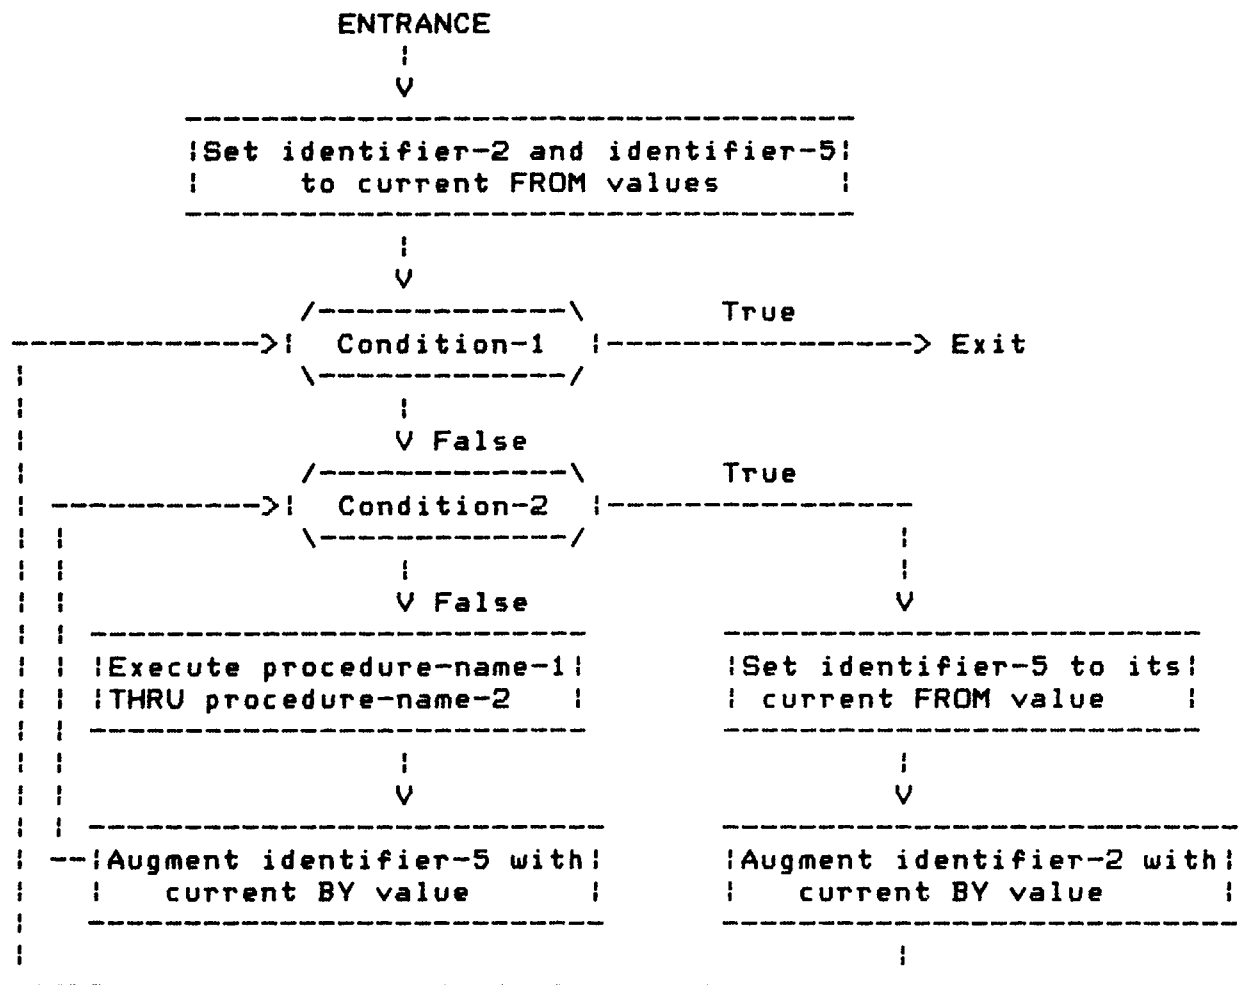 ENTRANCE
Set identifier-2 and identifier-5
to current FROM values
True
Condition-1
Exit
False
True
Condition-2
False
Execute procedure-name-1
THRU procedure-name-2
Set identifier-5 to its
current FROM value
Augment identifier-5 with
current BY value
Augment identifier-2 with
current BY value